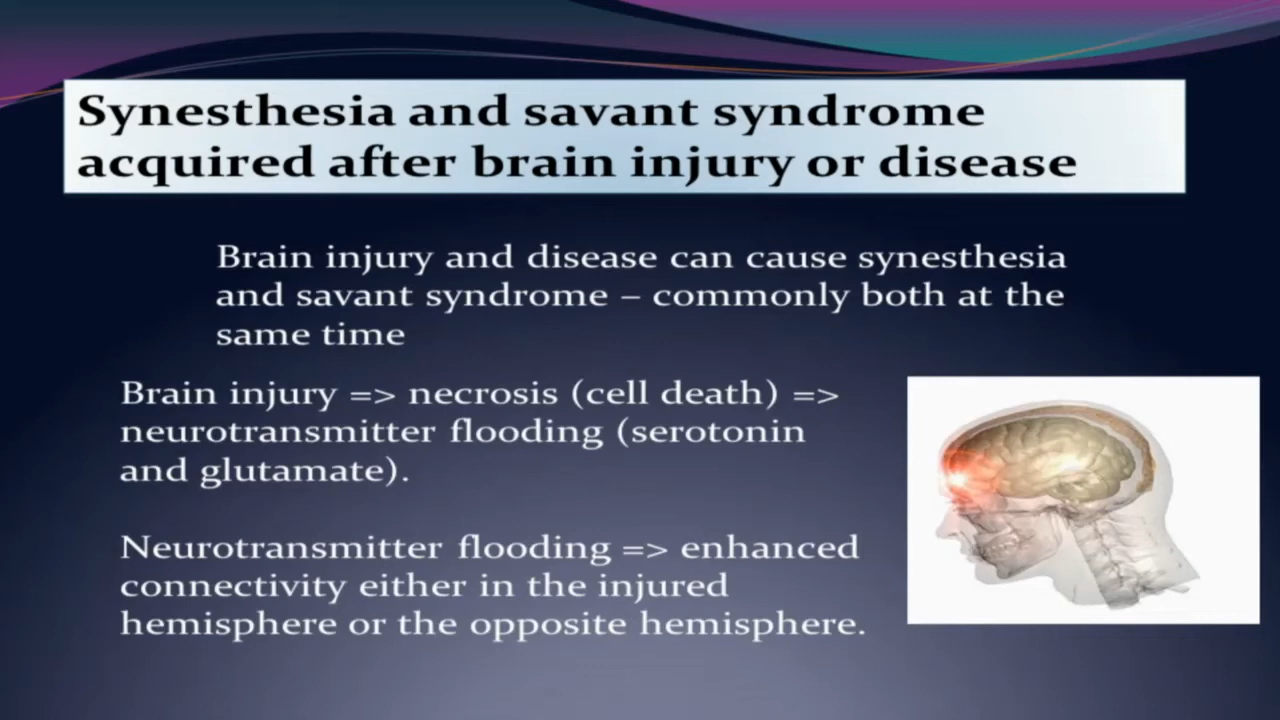 Synesthesia and savant syndrome
acquired after brain injury or disease
Brain injury and disease can cause synesthesia
and savant syndrome – commonly both at the
same time
Brain injury => necrosis (cell death) =>
neurotransmitter flooding (serotonin
and glutamate).
Neurotransmitter flooding => enhanced
connectivity either in the injured
hemisphere or the opposite hemisphere.